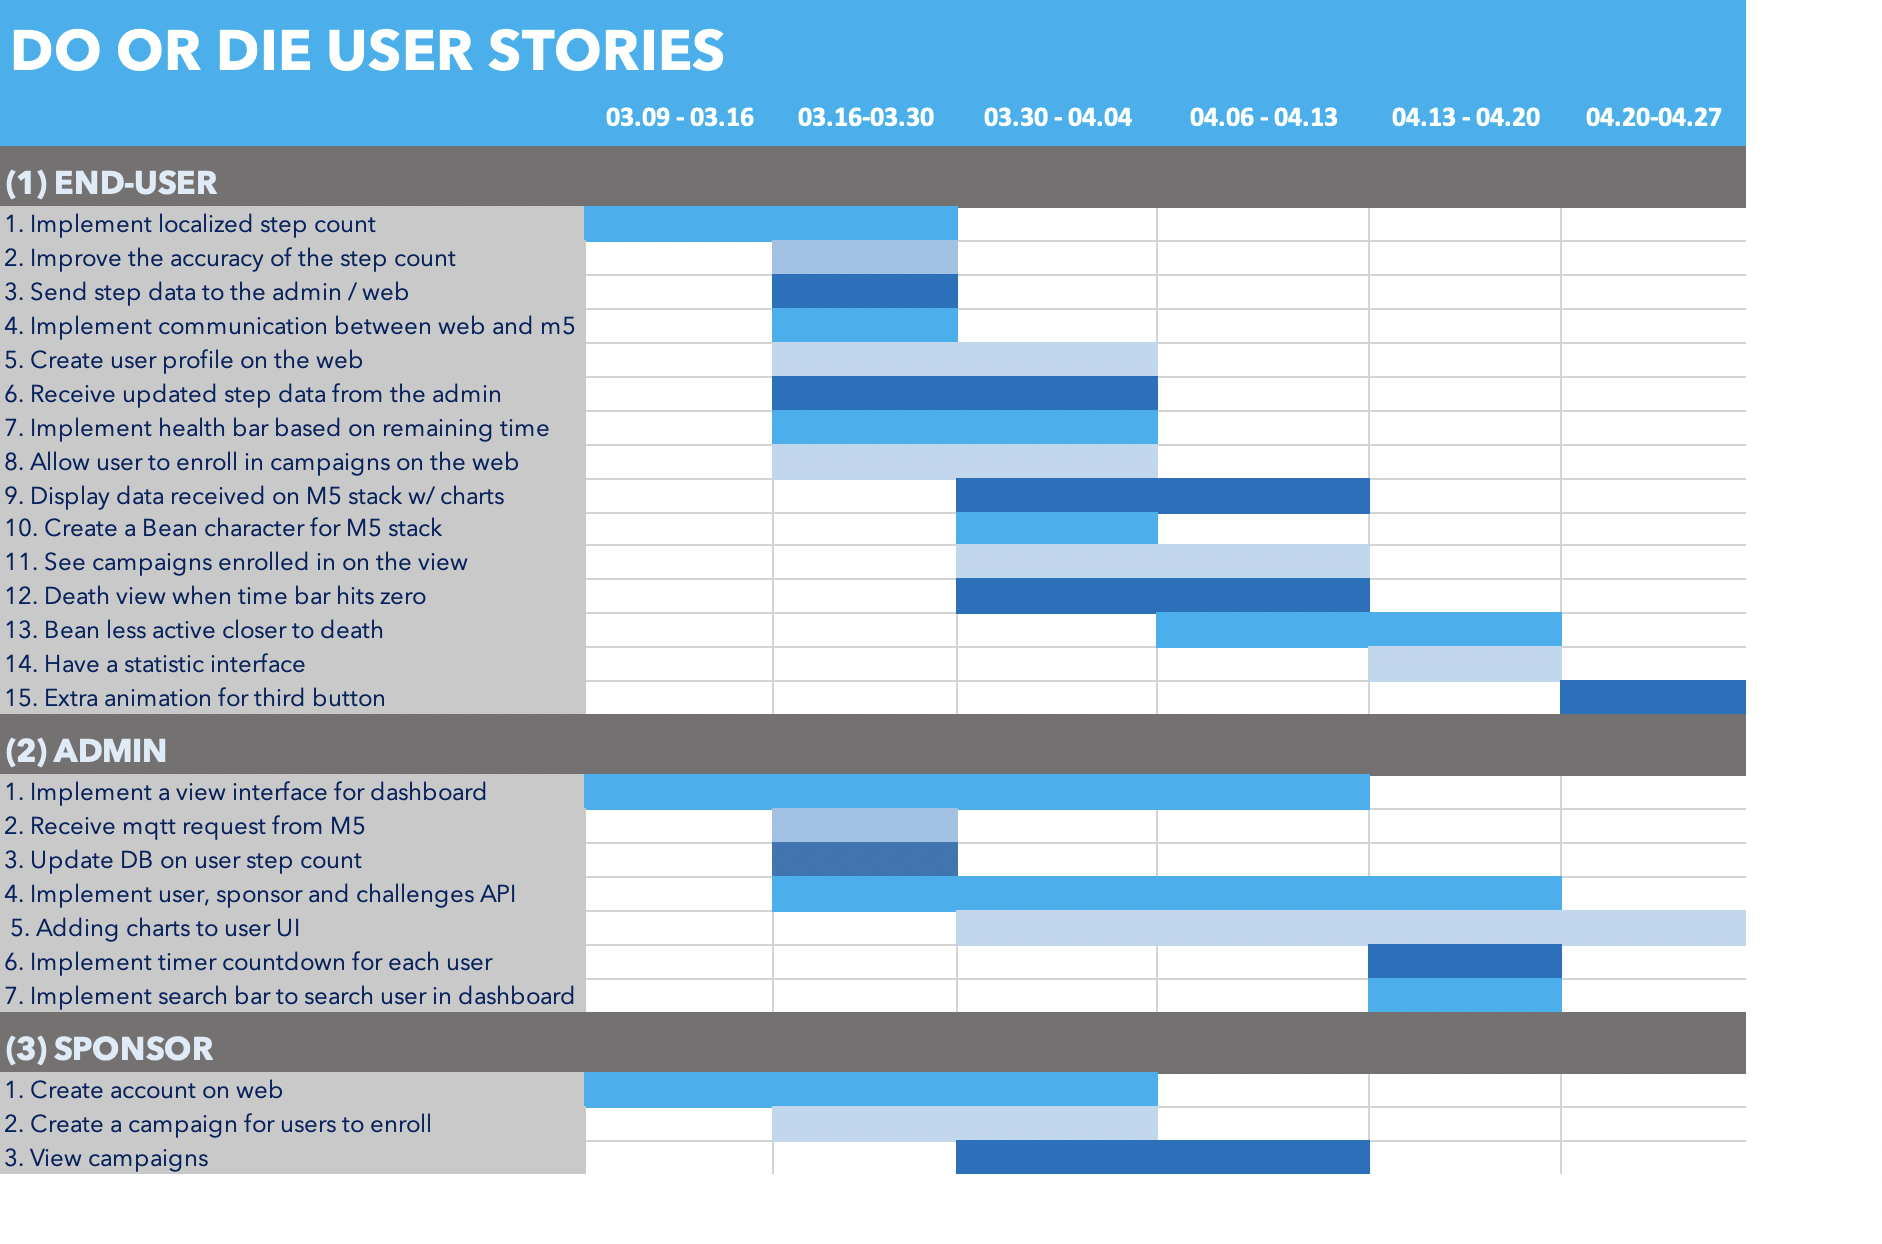 DO OR DIE USER STORIES
03.09 - 03.16 03.16-03.30 03.30 - 04.04 04.06 - 04.13 04.13 - 04.20 04.20-04.27
(1) END-USER
1. Implement localized step count
2. Improve the accuracy of the step count
3. Send step data to the admin / web
4. Implement communication between web and m5
5. Create user profile on the web
6. Receive updated step data from the admin
7. Implement health bar based on remaining time
8. Allow user to enroll in campaigns on the web
9. Display data received on M5 stack w/ charts
10. Create a Bean character for M5 stack
11. See campaigns enrolled in on the view
12. Death view when time bar hits zero
13. Bean less active closer to death
14. Have a statistic interface
15. Extra animation for third button
(2) ADMIN
1. Implement a view interface for dashboard
2. Receive mqtt request from M5
3. Update DB on user step count
4. Implement user, sponsor and challenges API
5. Adding charts to user UI
6. Implement timer countdown for each user
7. Implement search bar to search user in dashboard
(3) SPONSOR
1. Create account on web
2. Create a campaign for users to enroll
3. View campaigns